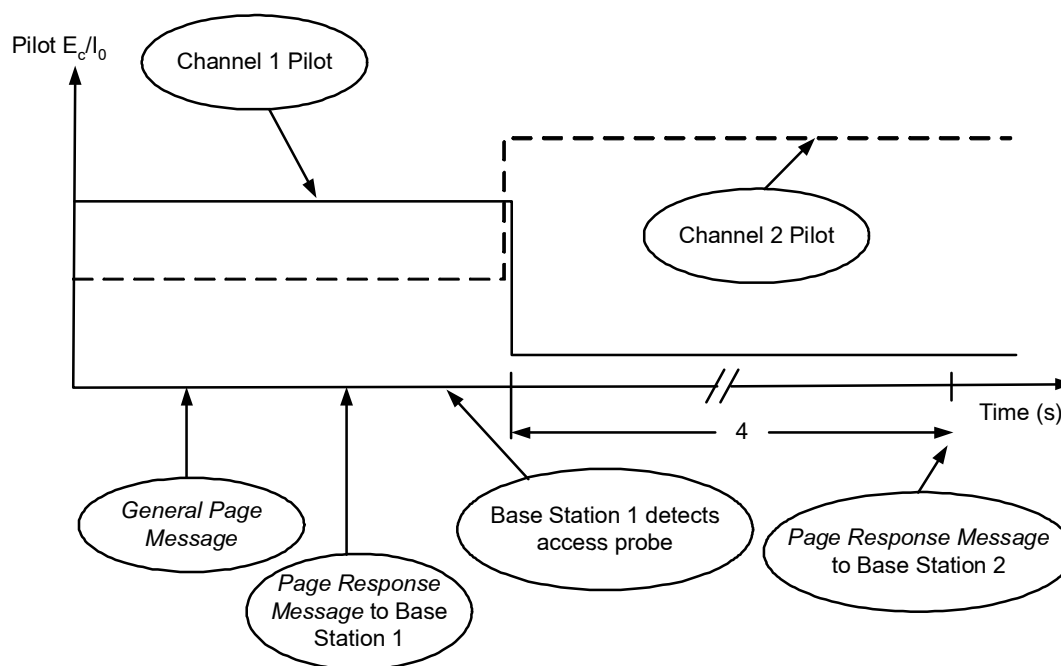 Pilot Ec/I0
Channel 1 Pilot
Channel 2 Pilot
Time (s)
4
General Page
Message
Page Response
Message to Base
Station 1
Base Station 1 detects
access probe
Page Response Message
to Base Station 2